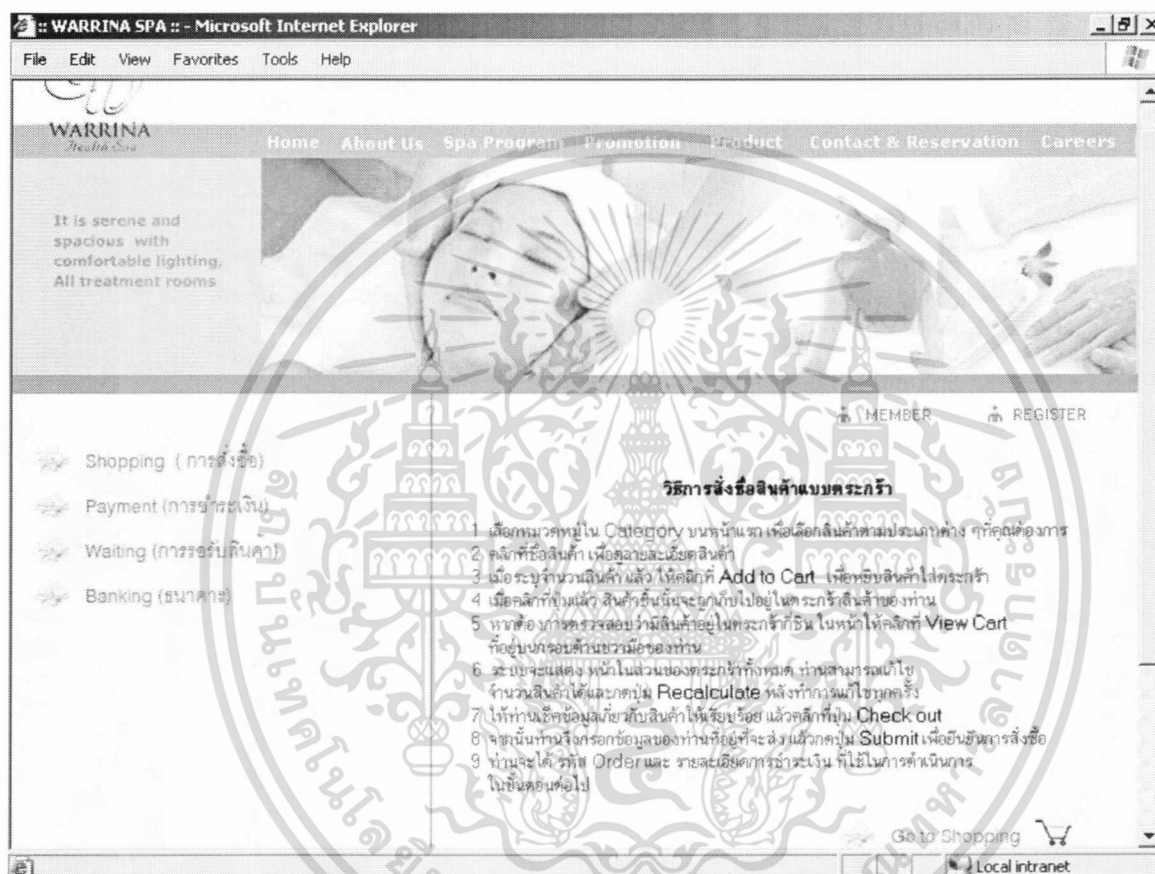 :: WARRINA SPA :: - Microsoft Internet Explorer
File Edit View Favorites Tools Help
WARRINA
Health Spa
Home About Us Spa Program Promotion Product Contact & Reservation Careers
It is serene and
spacious with
comfortable lighting.
All treatment rooms
MEMBER REGISTER
Shopping ( การสั่งซื้อ)
Payment (การชำระเงิน)
Waiting (การรอรับสินค้า)
Banking (ธนาคาร)
วิธีการสั่งซื้อสินค้าแบบตระกร้า
1 เลือกหมวดหมู่ใน Category บนหน้าแรก เพื่อเลือกสินค้าตามประเภทต่าง ๆที่คุณต้องการ
2 คลิกที่ชื่อสินค้า เพื่อดูลายละเอียดสินค้า
3 เมื่อระบุจำนวนสินค้า แล้ว ให้คลิกที่ Add to Cart เพื่อหยิบสินค้าใส่ตระกร้า
4 เมื่อคลิกที่ปุ่มแล้ว สินค้าชิ้นนั้นจะถูกเก็บไปอยู่ในตระกร้าสินค้าของท่าน
5 หากต้องการตรวจสอบว่ามีสินค้าอยู่ในตระกร้ากี่ชิ้น ในหน้าให้คลิกที่ View Cart
ที่อยู่บนกรอบด้านขวามือของท่าน
6 ระบบจะแสดง หน้าในส่วนของตระกร้าทั้งหมด ท่านสามารถแก้ไข
จำนวนสินค้าได้และกดปุ่ม Recalculate หลังทำการแก้ไขทุกครั้ง
7 ให้ท่านเช็คข้อมูลเกี่ยวกับสินค้าให้เรียบร้อย แล้วคลิกที่ปุ่ม Check out
8 จากนั้นท่านจึงกรอกข้อมูลของท่านที่อยู่ที่จะส่ง แล้วกดปุ่ม Submit เพื่อยืนยันการสั่งซื้อ
9 ท่านจะได้ รหัส Order และ รายละเอียดการชำระเงิน ที่ใช้ในการดำเนินการ
ในขั้นตอนต่อไป
Go to Shopping
Local intranet